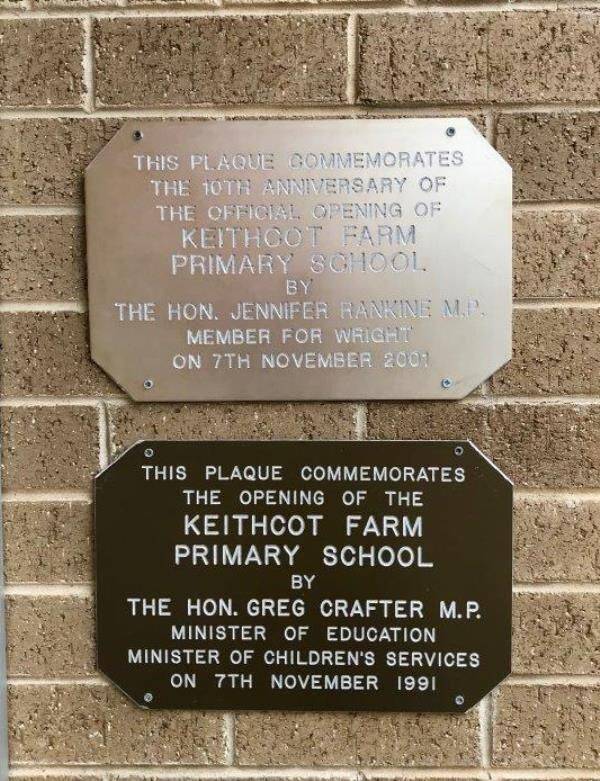 THIS PLAQUE COMMEMORATES
THE 10TH ANNIVERSARY OF
THE OFFICIAL OPENING OF
KEITHCOT FARM
PRIMARY SCHOOL
BY
THE HON. JENNIFER RANKINE M.P.
MEMBER FOR WRIGHT
ON 7TH NOVEMBER 2001
THIS PLAQUE COMMEMORATES
THE OPENING OF THE
KEITHCOT FARM
PRIMARY SCHOOL
BY
THE HON. GREG CRAFTER M.P.
MINISTER OF EDUCATION
MINISTER OF CHILDREN'S SERVICES
ON 7TH NOVEMBER 1991